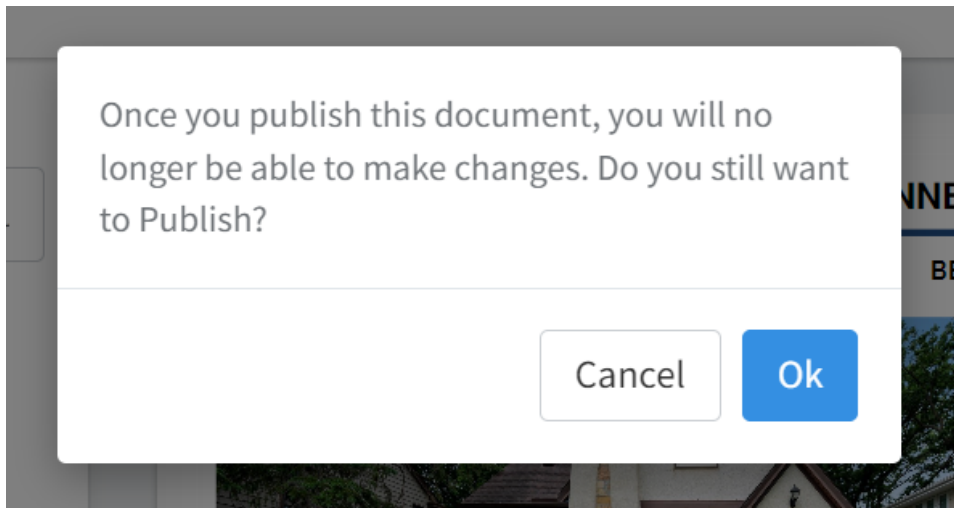 Once you publish this document, you will no
longer be able to make changes. Do you still want
to Publish?
Cancel
Ok